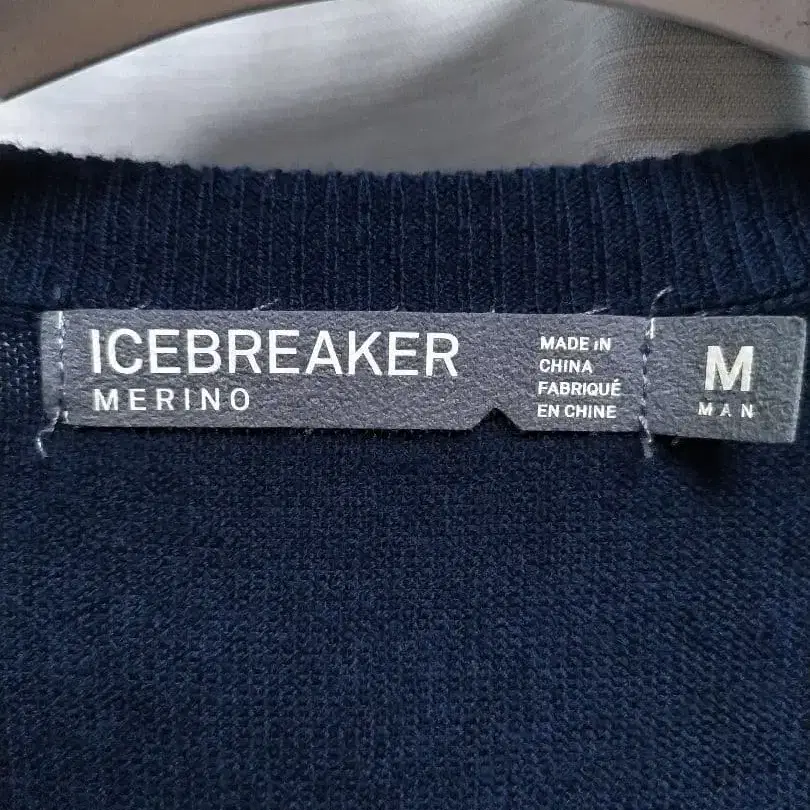 ICEBREAKER
MERINO
MADE iN
CHINA
FABRIQUÉ
EN CHINE
M
MAN